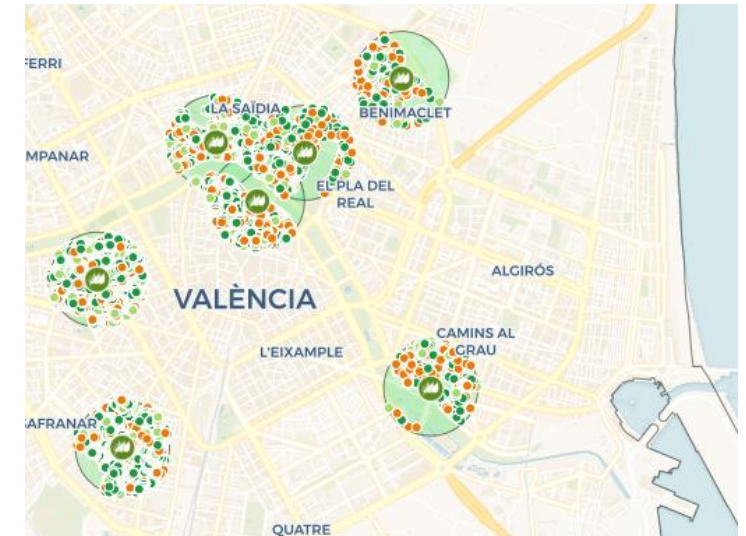 FERRI
LA SAÏDIA
BENIMACLET
MPANAR
EL PLA DEL
REAL
ALGIRÓS
VALÈNCIA
CAMINS AL
GRAU
L'EIXAMPLE
AFRANAR
QUATRE